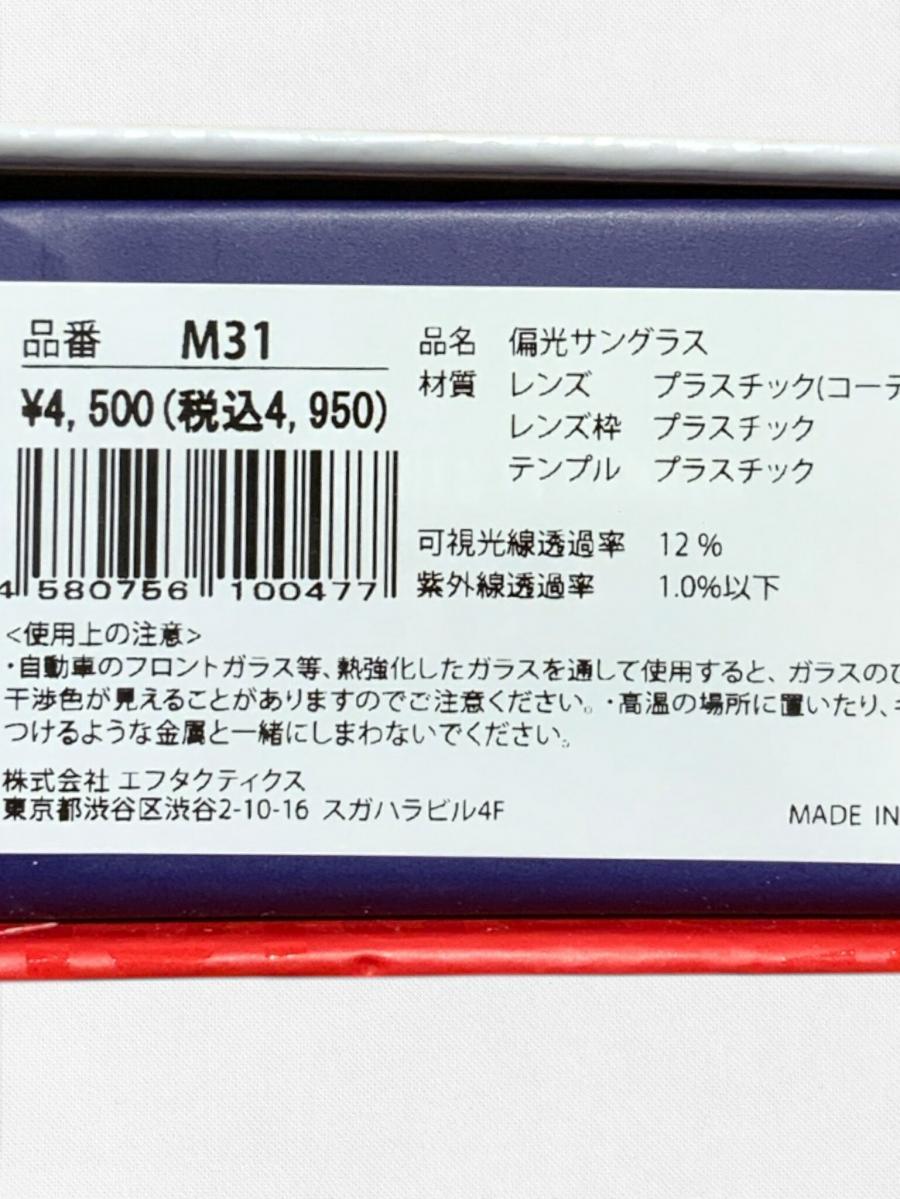 品番 M31
¥4,500(税込4,950)
4 580756 100477
品名 偏光サングラス
材質 レンズ プラスチック(コーテ
レンズ枠 プラスチック
テンプル プラスチック
可視光線透過率 12%
紫外線透過率 1.0%以下
<使用上の注意>
・自動車のフロントガラス等、熱強化したガラスを通して使用すると、ガラスのひ
干渉色が見えることがありますのでご注意ください。・高温の場所に置いたり、キ
つけるような金属と一緒にしまわないでください。
株式会社 エフタクティクス
東京都渋谷区渋谷2-10-16 スガハラビル4F
MADE IN